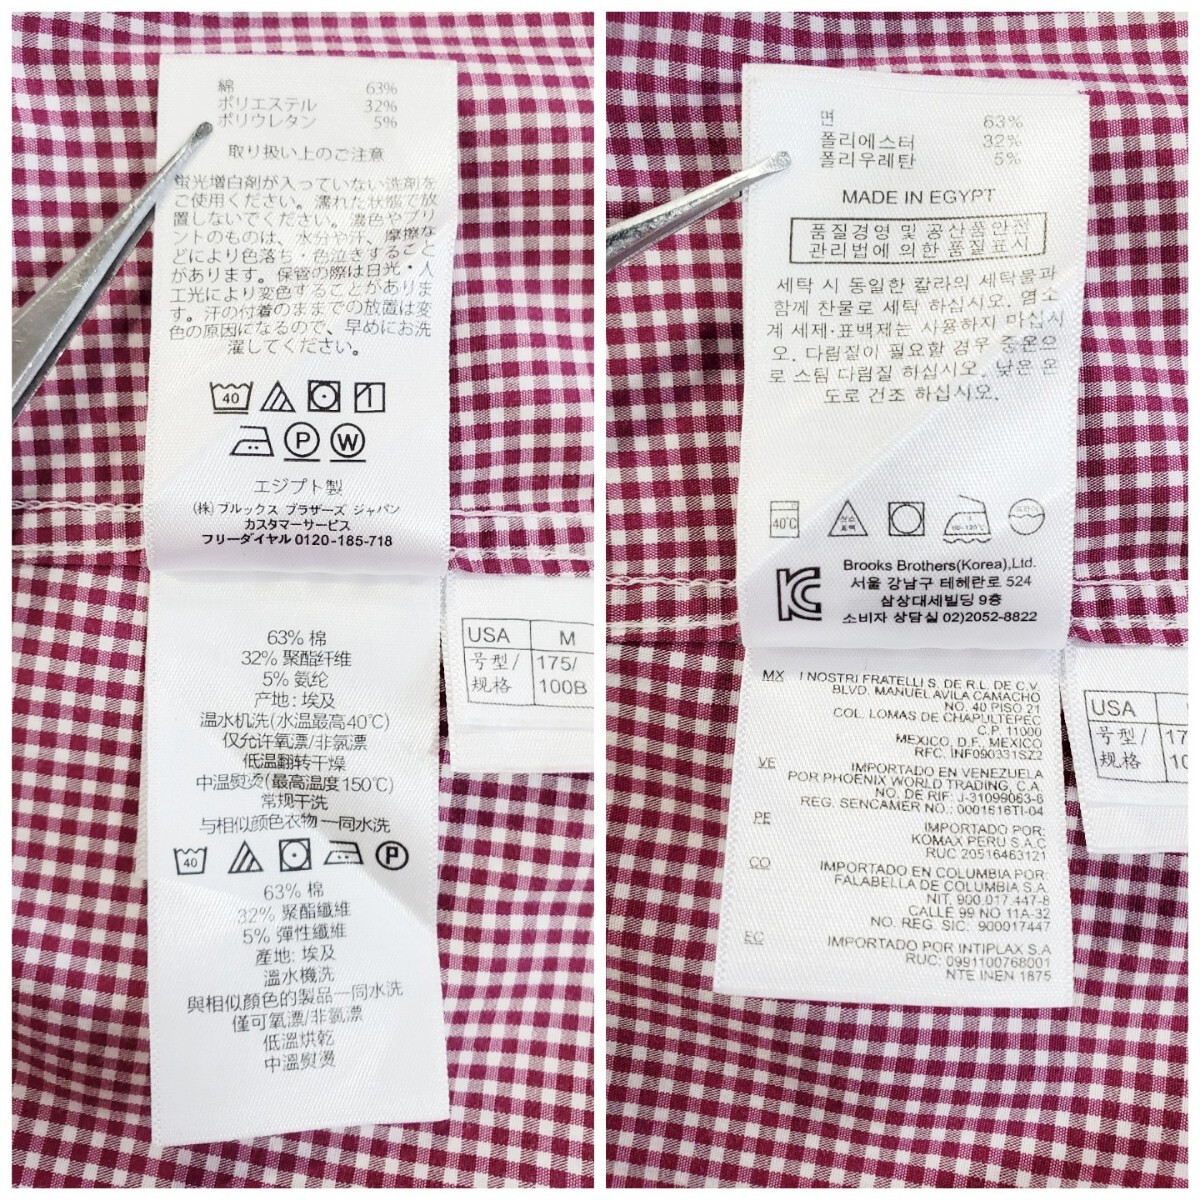 綿 63%
ポリエステル 32%
ポリウレタン 5%
取り扱い上のご注意
蛍光増白剤が入っていない洗剤を
ご使用ください。濡れた状態で放
置しないでください。濃色やプリ
ントのものは、水分や汗、摩擦な
どにより色落ち・色泣きすること
があります。保管の際は日光・人
工光により変色することがありま
す。汗の付着のままでの放置は変
色の原因になるので、早めにお洗
濯してください。
40
P W
エジプト製
(株) ブルックス ブラザーズ ジャパン
カスタマーサービス
フリーダイヤル 0120-185-718
63% 棉
32% 聚酯纤维
5% 氨纶
产地: 埃及
温水机洗(水温最高40℃)
仅允许氧漂/非氯漂
低温翻转干燥
中温熨烫(最高温度150℃)
常规干洗
与相似颜色衣物一同水洗
40 P
63% 棉
32% 聚酯纖維
5% 彈性纖維
產地: 埃及
溫水機洗
與相似顏色的製品一同水洗
僅可氧漂/非氯漂
低溫烘乾
中溫熨燙
USA M
号型/ 175/
规格 100B
면 63%
폴리에스터 32%
폴리우레탄 5%
MADE IN EGYPT
품질경영 및 공산품안전
관리법에 의한 품질표시
세탁 시 동일한 칼라의 세탁물과
함께 찬물로 세탁 하십시오. 염소
계 세제·표백제는 사용하지 마십시
오. 다림질이 필요할 경우 중온으
로 스팀 다림질 하십시오. 낮은 온
도로 건조 하십시오.
40℃
Brooks Brothers(Korea),Ltd.
서울 강남구 테헤란로 524
삼성대세빌딩 9층
소비자 상담실 02)2052-8822
MX I NOSTRI FRATELLI S. DE R.L. DE C.V.
BLVD. MANUEL AVILA CAMACHO
NO. 40 PISO 21
COL. LOMAS DE CHAPULTEPEC
C.P. 11000
MEXICO, D.F., MEXICO
RFC. INF090331SZ2
VE IMPORTADO EN VENEZUELA
POR PHOENIX WORLD TRADING, C.A.
NO. DE RIF: J-31099063-8
REG. SENCAMER NO.: 0001616TI-04
PE IMPORTADO POR:
KOMAX PERU S.A.C
RUC 20516463121
CO IMPORTADO EN COLUMBIA POR:
FALABELLA DE COLUMBIA S.A.
NIT, 900.017.447-8
CALLE 99 NO 11A-32
NO. REG. SIC: 900017447
EC IMPORTADO POR INTIPLAX S.A
RUC: 0991100768001
NTE INEN 1875
USA
号型/ 17
规格 10